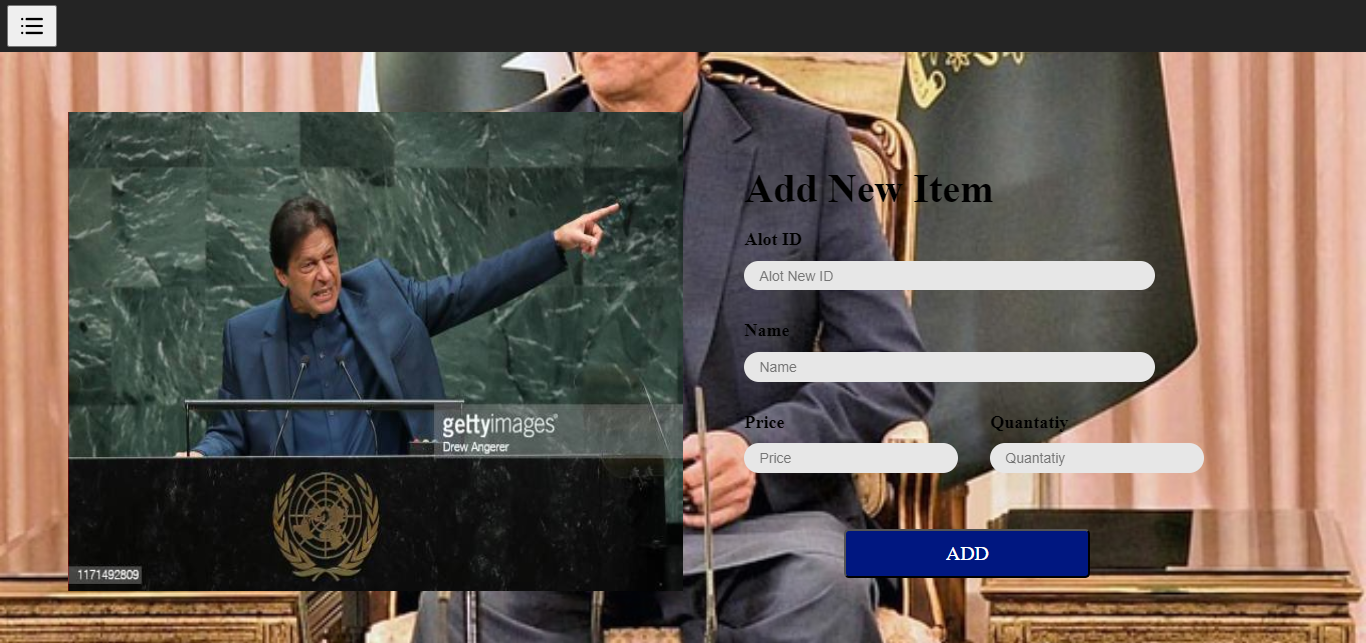 Add New Item
Alot ID
Alot New ID
Name
Name
Price
Quantatiy
Price
Quantatiy
ADD
gettyimages®
Drew Angerer
1171492809